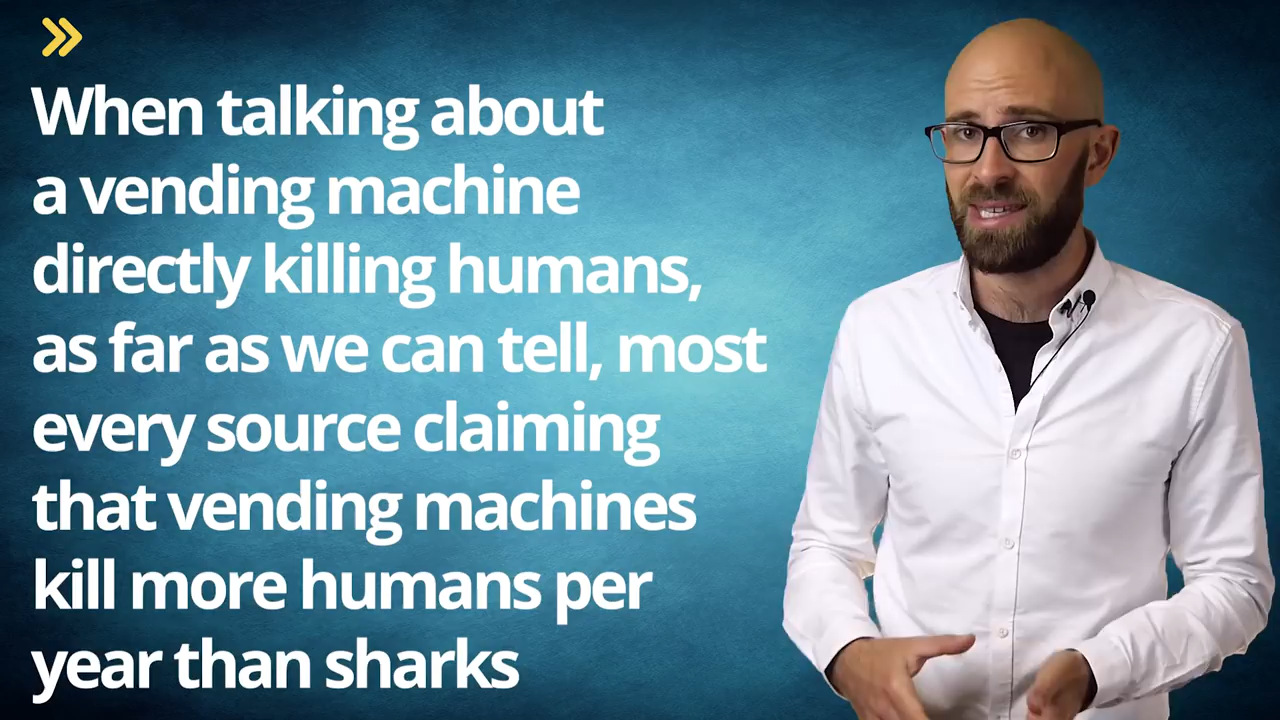 When talking about
a vending machine
directly killing humans,
as far as we can tell, most
every source claiming
that vending machines
kill more humans per
year than sharks